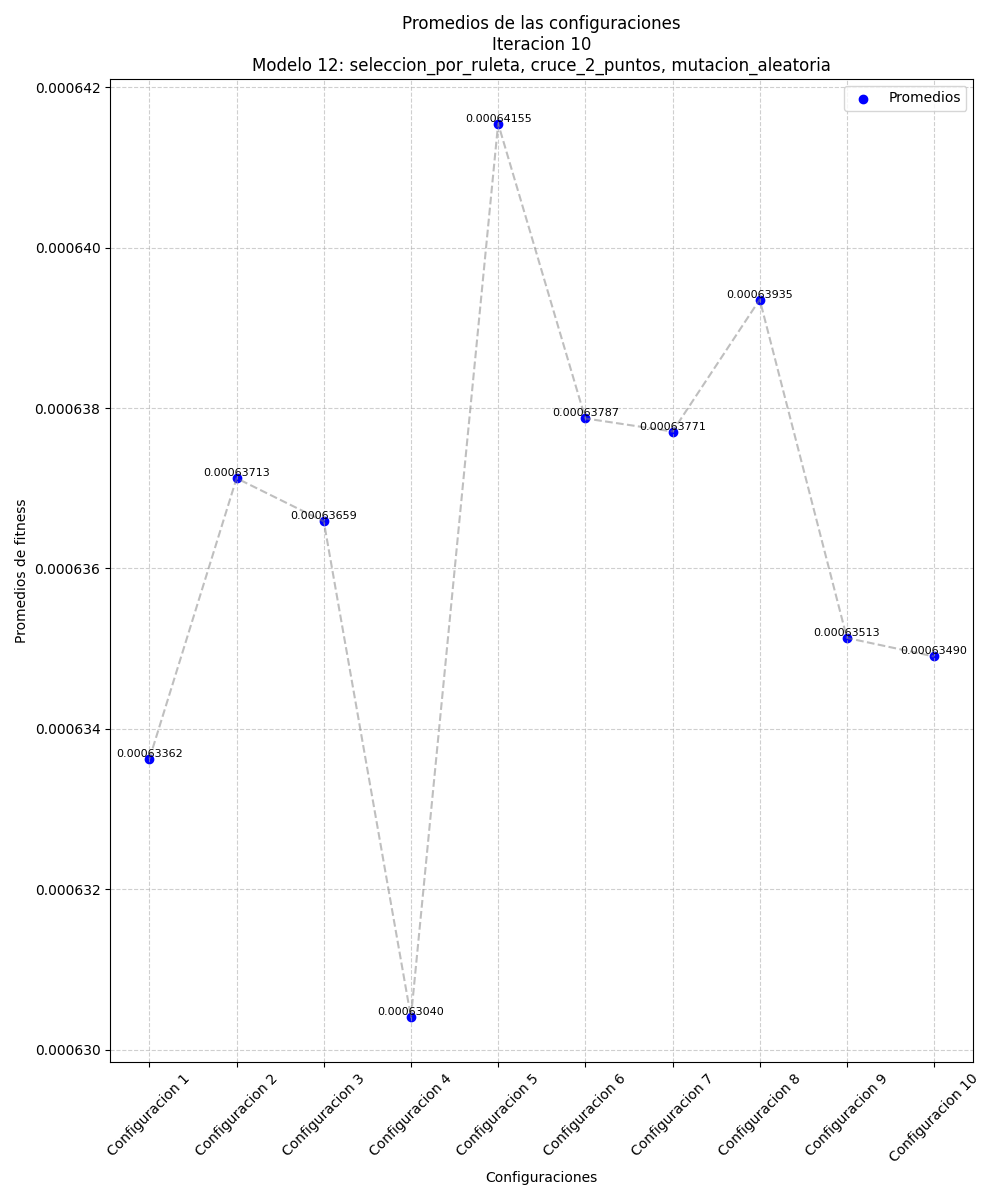 Promedios de las configuraciones
Iteracion 10
Modelo 12: seleccion_por_ruleta, cruce_2_puntos, mutacion_aleatoria
Promedios
0.000642
0.000640
0.000638
0.000636
0.000634
0.000632
0.000630
Promedios de fitness
0.00063362
0.00063713
0.00063659
0.00063040
0.00064155
0.00063787
0.00063771
0.00063935
0.00063513
0.00063490
Configuracion 1
Configuracion 2
Configuracion 3
Configuracion 4
Configuracion 5
Configuracion 6
Configuracion 7
Configuracion 8
Configuracion 9
Configuracion 10
Configuraciones